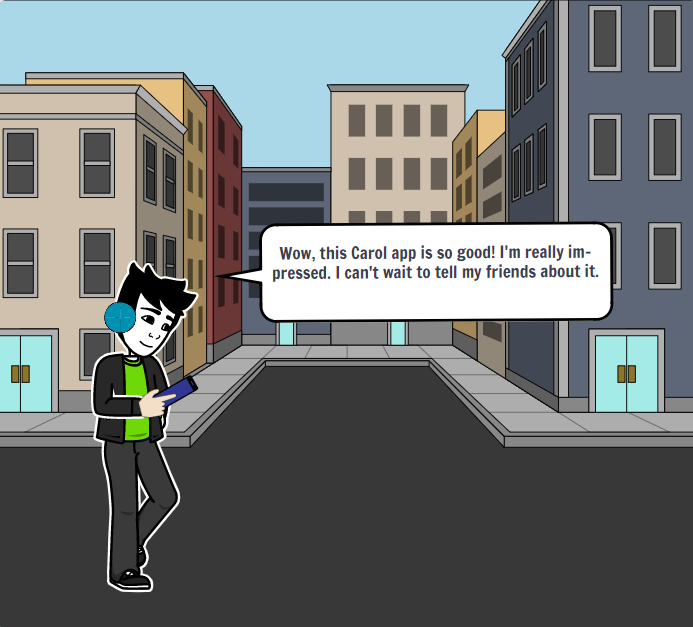 Wow, this Carol app is so good! I'm really im-
pressed. I can't wait to tell my friends about it.